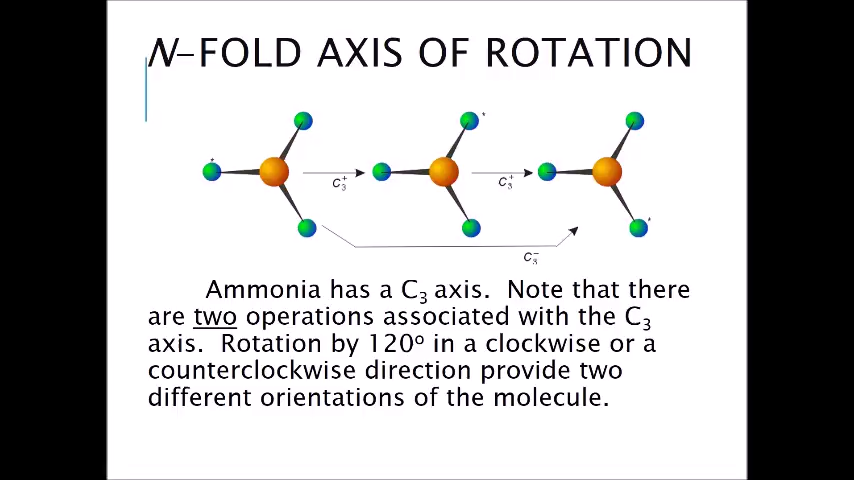 N-FOLD AXIS OF ROTATION
*
*
C₃⁺
C₃⁺
*
C₃⁻
Ammonia has a C₃ axis. Note that there
are two operations associated with the C₃
axis. Rotation by 120º in a clockwise or a
counterclockwise direction provide two
different orientations of the molecule.